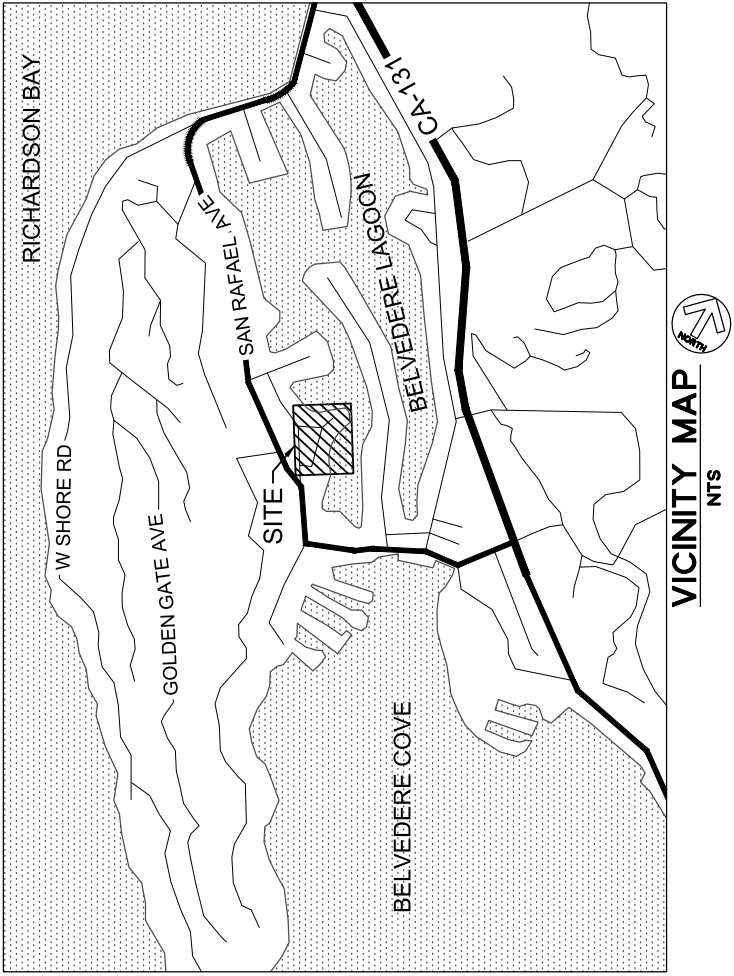 RICHARDSON BAY
W SHORE RD
GOLDEN GATE AVE
SAN RAFAEL AVE
SITE
BELVEDERE LAGOON
CA-131
BELVEDERE COVE
NORTH
VICINITY MAP
NTS